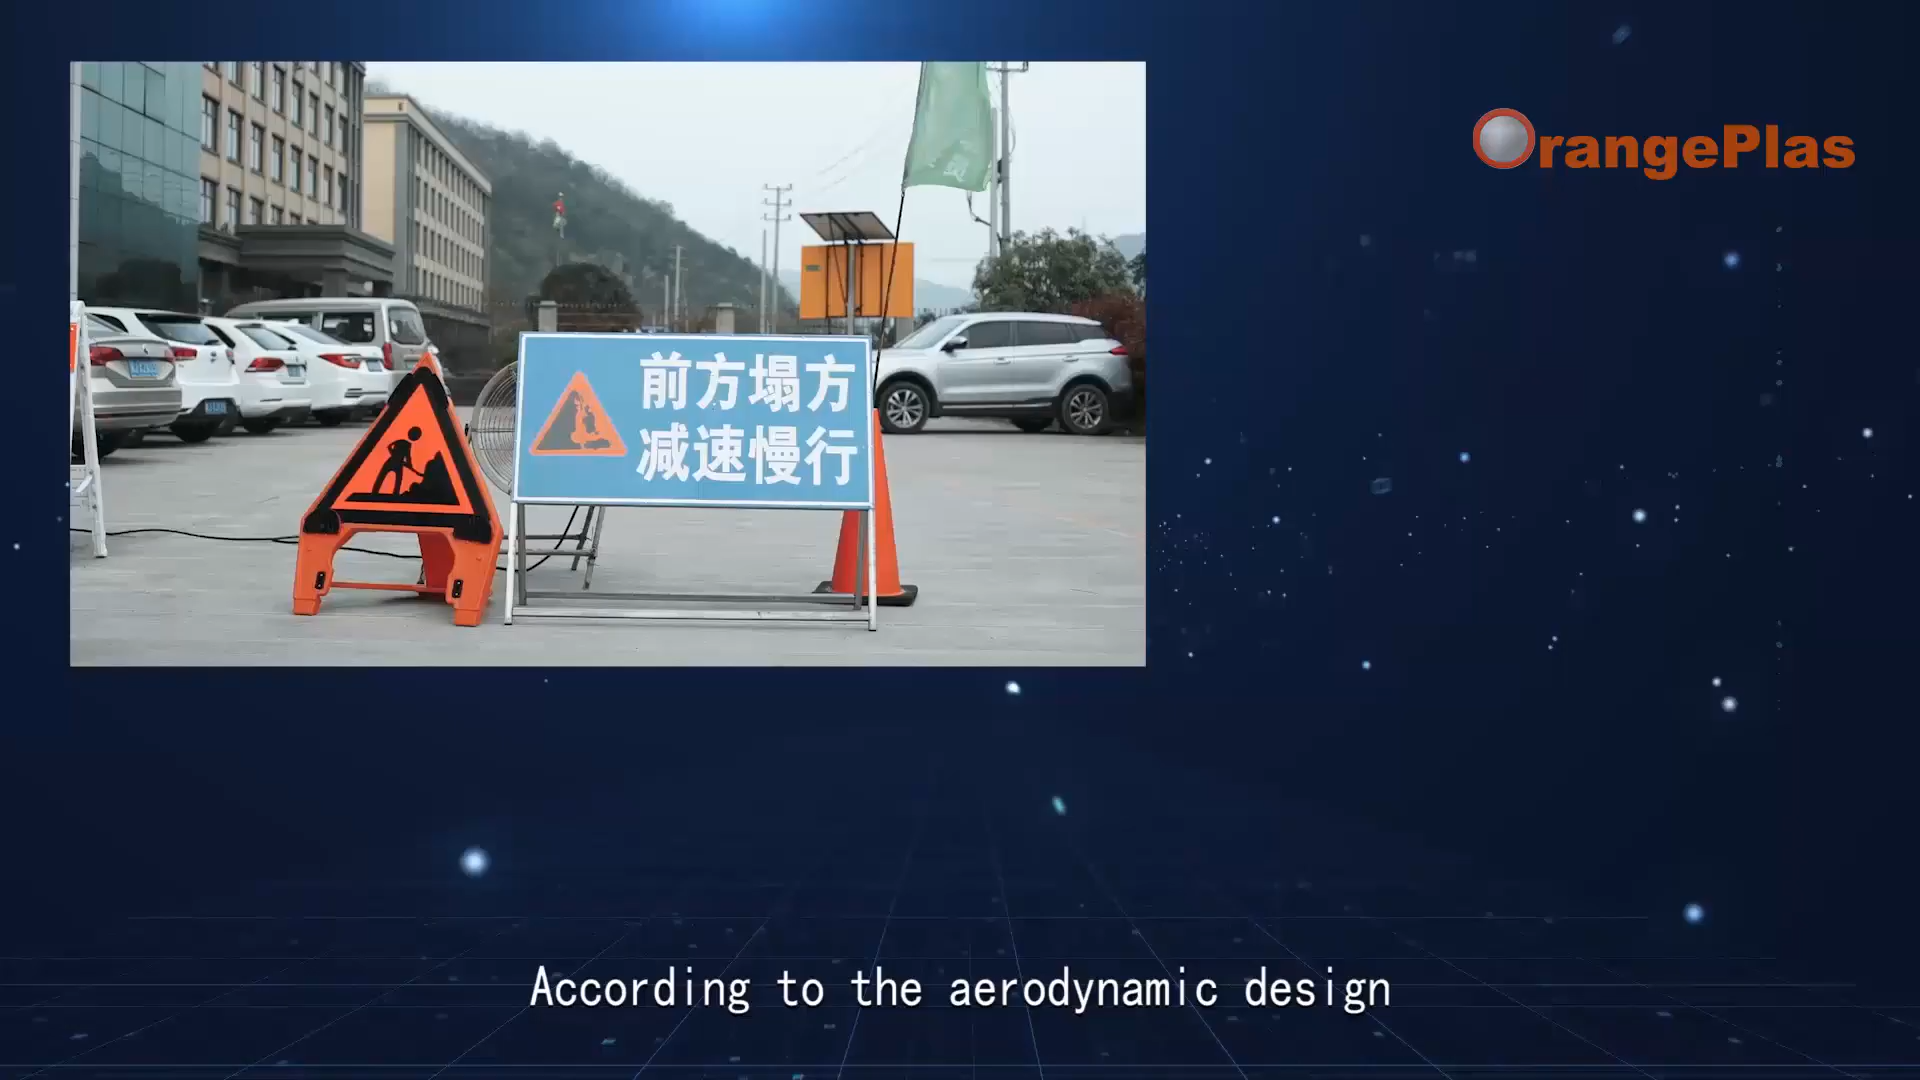 OrangePlas
前方塌方
减速慢行
According to the aerodynamic design